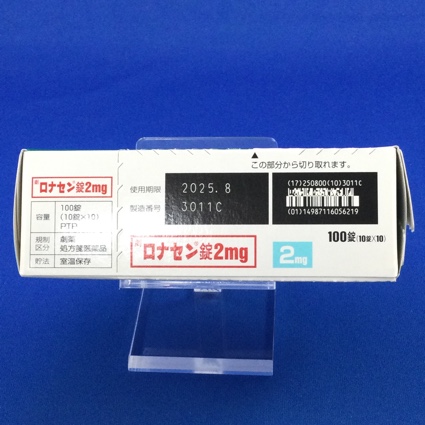 ロナセン錠2mg
容量
100錠
(10錠×10)
PTP
規制
区分
劇薬
処方箋医薬品
貯法
室温保存
使用期限
2025.8
製造番号
3011C
▲
この部分から切り取れます。
(17)250800(10)3011C
(01)14987116056219
ロナセン錠2mg
2mg
100錠(10錠×10)